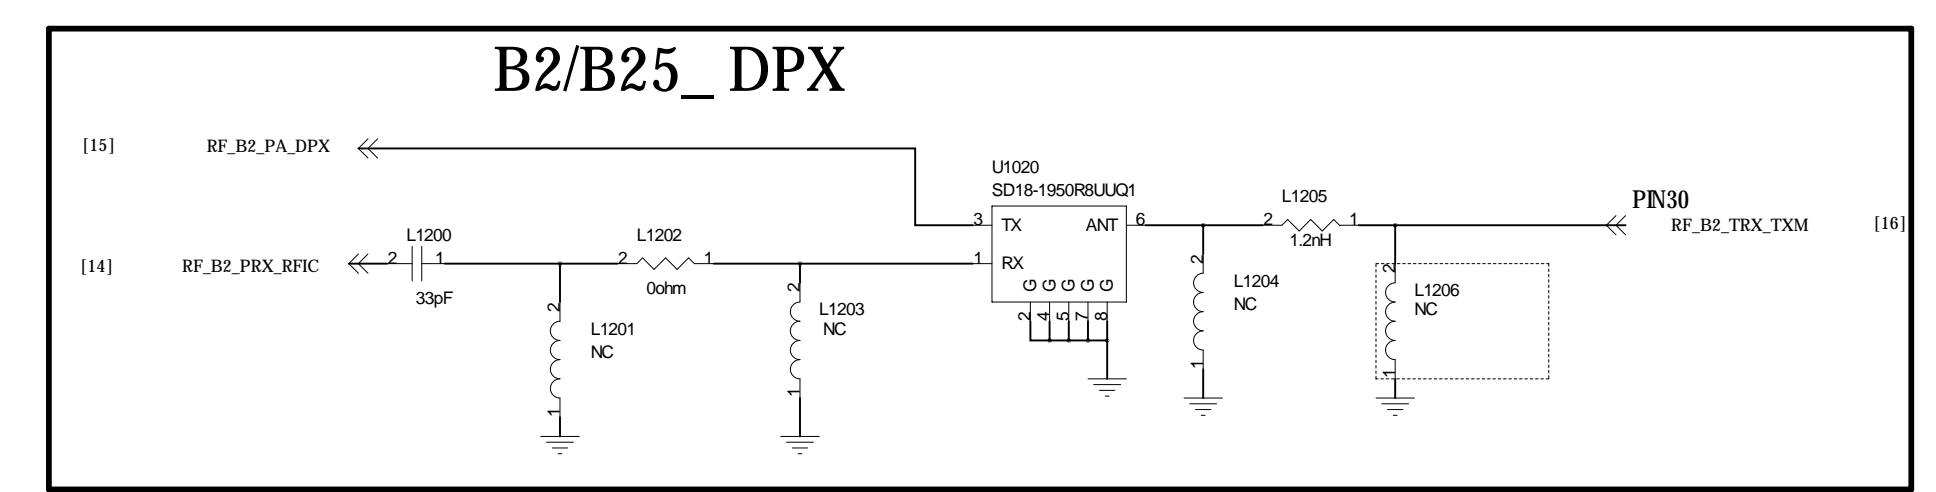 B2/B25_ DPX
[15] RF_B2_PA_DPX
U1020
SD18-1950R8UUQ1
3 TX ANT 6
L1205
2 1
1.2nH
PIN30
RF_B2_TRX_TXM [16]
[14] RF_B2_PRX_RFIC
L1200
2 1
33pF
L1202
2 1
0ohm
1 RX
G G G G G
2 4 5 7 8
2
L1201
NC
1
2
L1203
NC
1
2
L1204
NC
1
2
L1206
NC
1